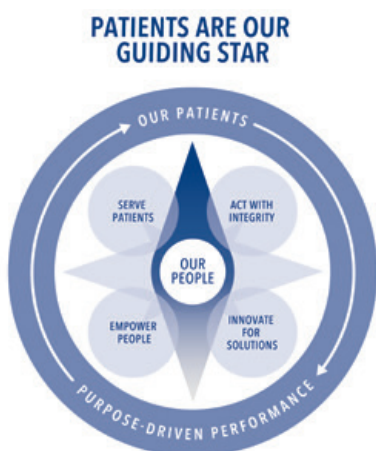 PATIENTS ARE OUR
GUIDING STAR
OUR PATIENTS
SERVE
PATIENTS
ACT WITH
INTEGRITY
OUR
PEOPLE
EMPOWER
PEOPLE
INNOVATE
FOR
SOLUTIONS
PURPOSE-DRIVEN PERFORMANCE